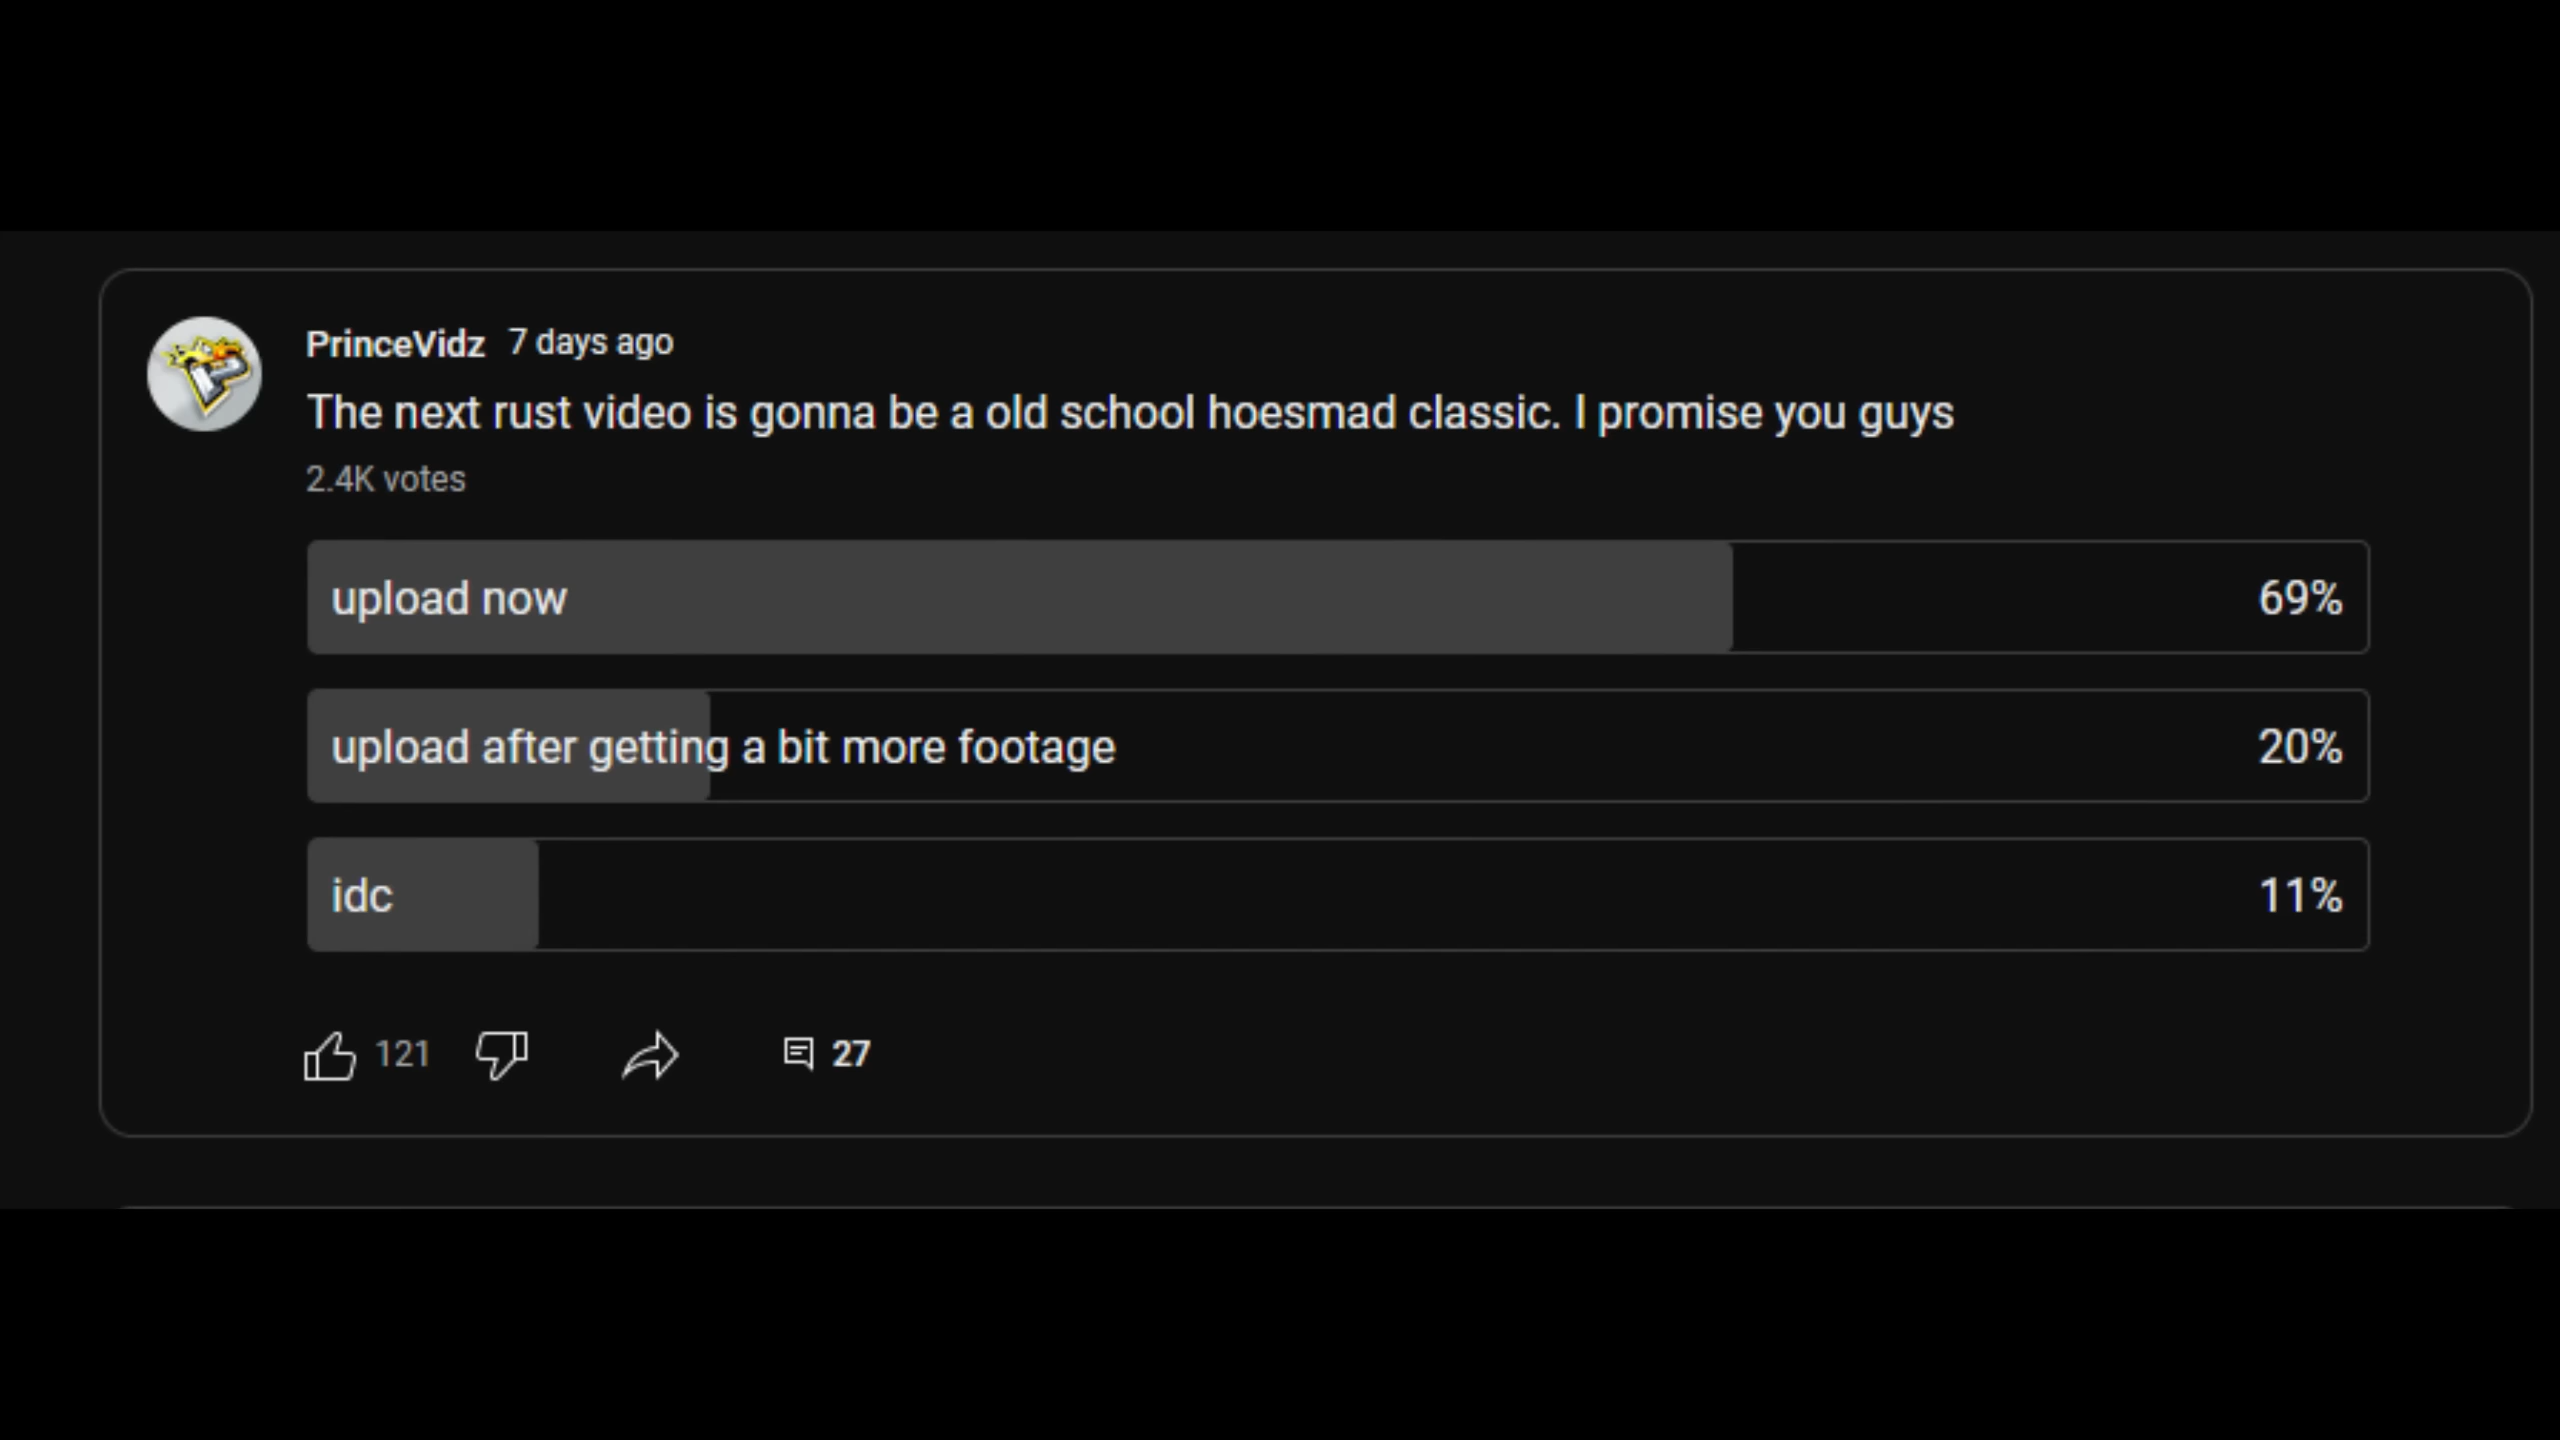 PrinceVidz 7 days ago
The next rust video is gonna be a old school hoesmad classic. I promise you guys
2.4K votes
upload now 69%
upload after getting a bit more footage 20%
idc 11%
121 27